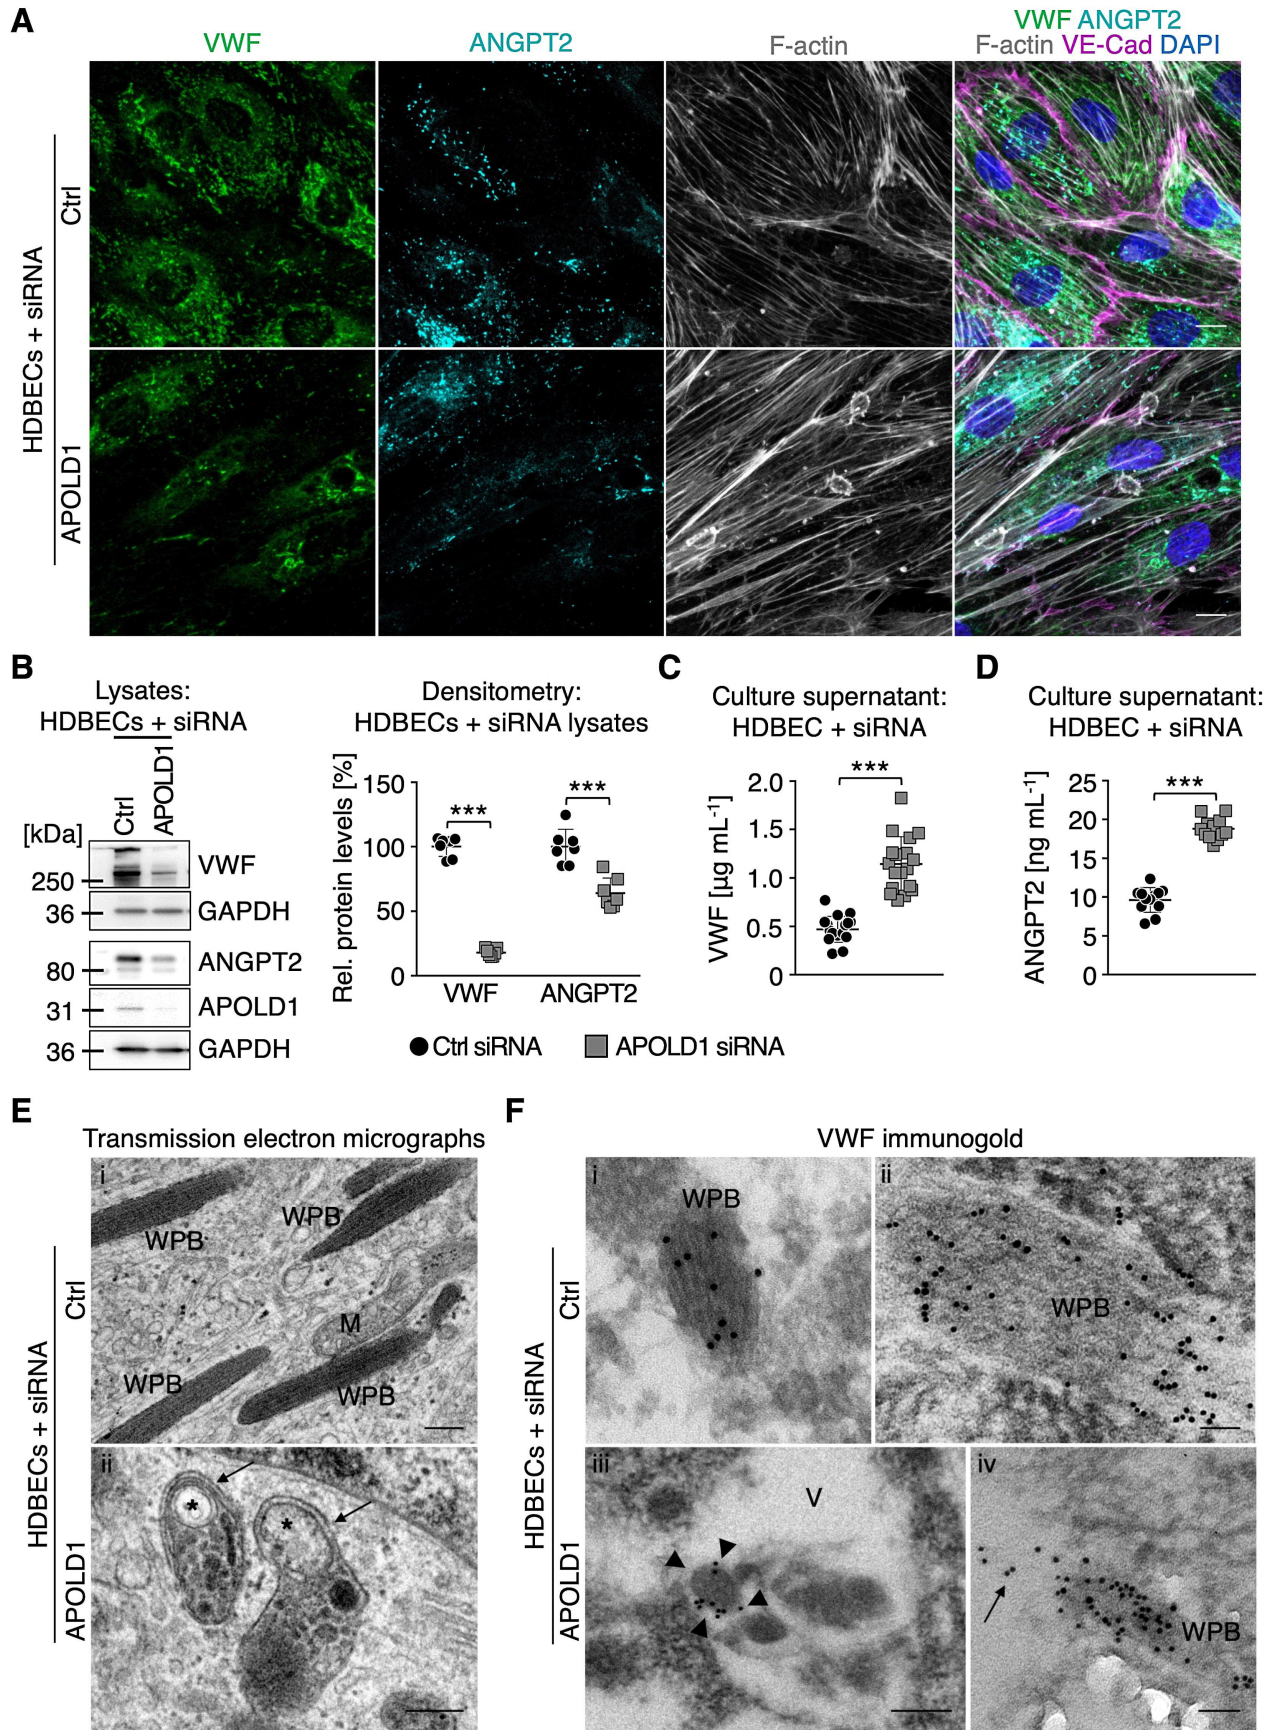 A
VWF
ANGPT2
F-actin
VWF ANGPT2
F-actin VE-Cad DAPI
HDBECs + siRNA
Ctrl
APOLD1
B
Lysates:
HDBECs + siRNA
Ctrl
APOLD1
[kDa]
250
VWF
36
GAPDH
80
ANGPT2
31
APOLD1
36
GAPDH
Densitometry:
HDBECs + siRNA lysates
Rel. protein levels [%]
150
100
50
0
***
***
VWF
ANGPT2
Ctrl siRNA
APOLD1 siRNA
C
Culture supernatant:
HDBEC + siRNA
VWF [µg mL-1]
2.0
1.5
1.0
0.5
0
***
D
Culture supernatant:
HDBEC + siRNA
ANGPT2 [ng mL-1]
25
20
15
10
5
0
***
E
Transmission electron micrographs
HDBECs + siRNA
Ctrl
APOLD1
i
WPB
WPB
M
WPB
WPB
ii
*
*
F
VWF immunogold
HDBECs + siRNA
Ctrl
APOLD1
i
WPB
ii
WPB
iii
V
iv
WPB